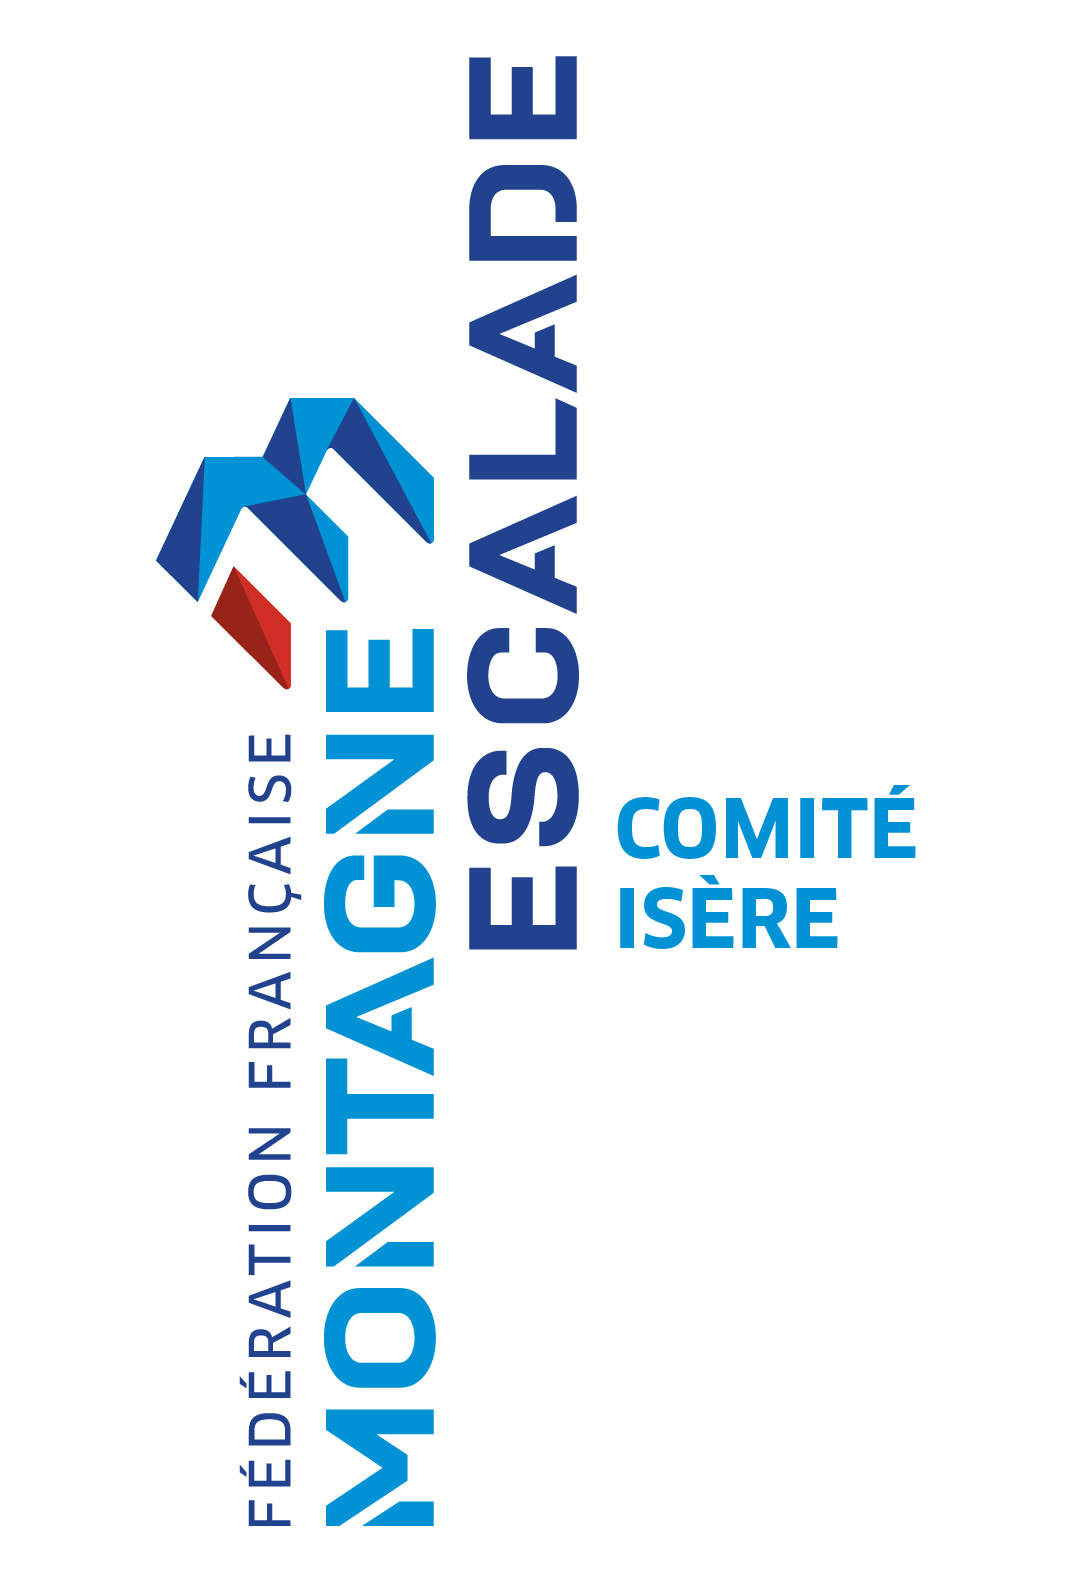 FÉDÉRATION FRANÇAISE
MONTAGNE
ESCALADE
COMITÉ
ISÈRE